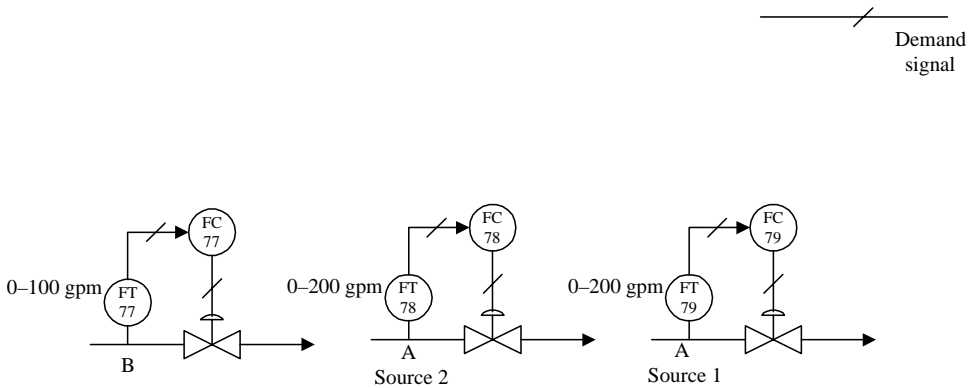 Demand
signal
FC
77
FC
78
FC
79
0–100 gpm
FT
77
0–200 gpm
FT
78
0–200 gpm
FT
79
B
A
Source 2
A
Source 1